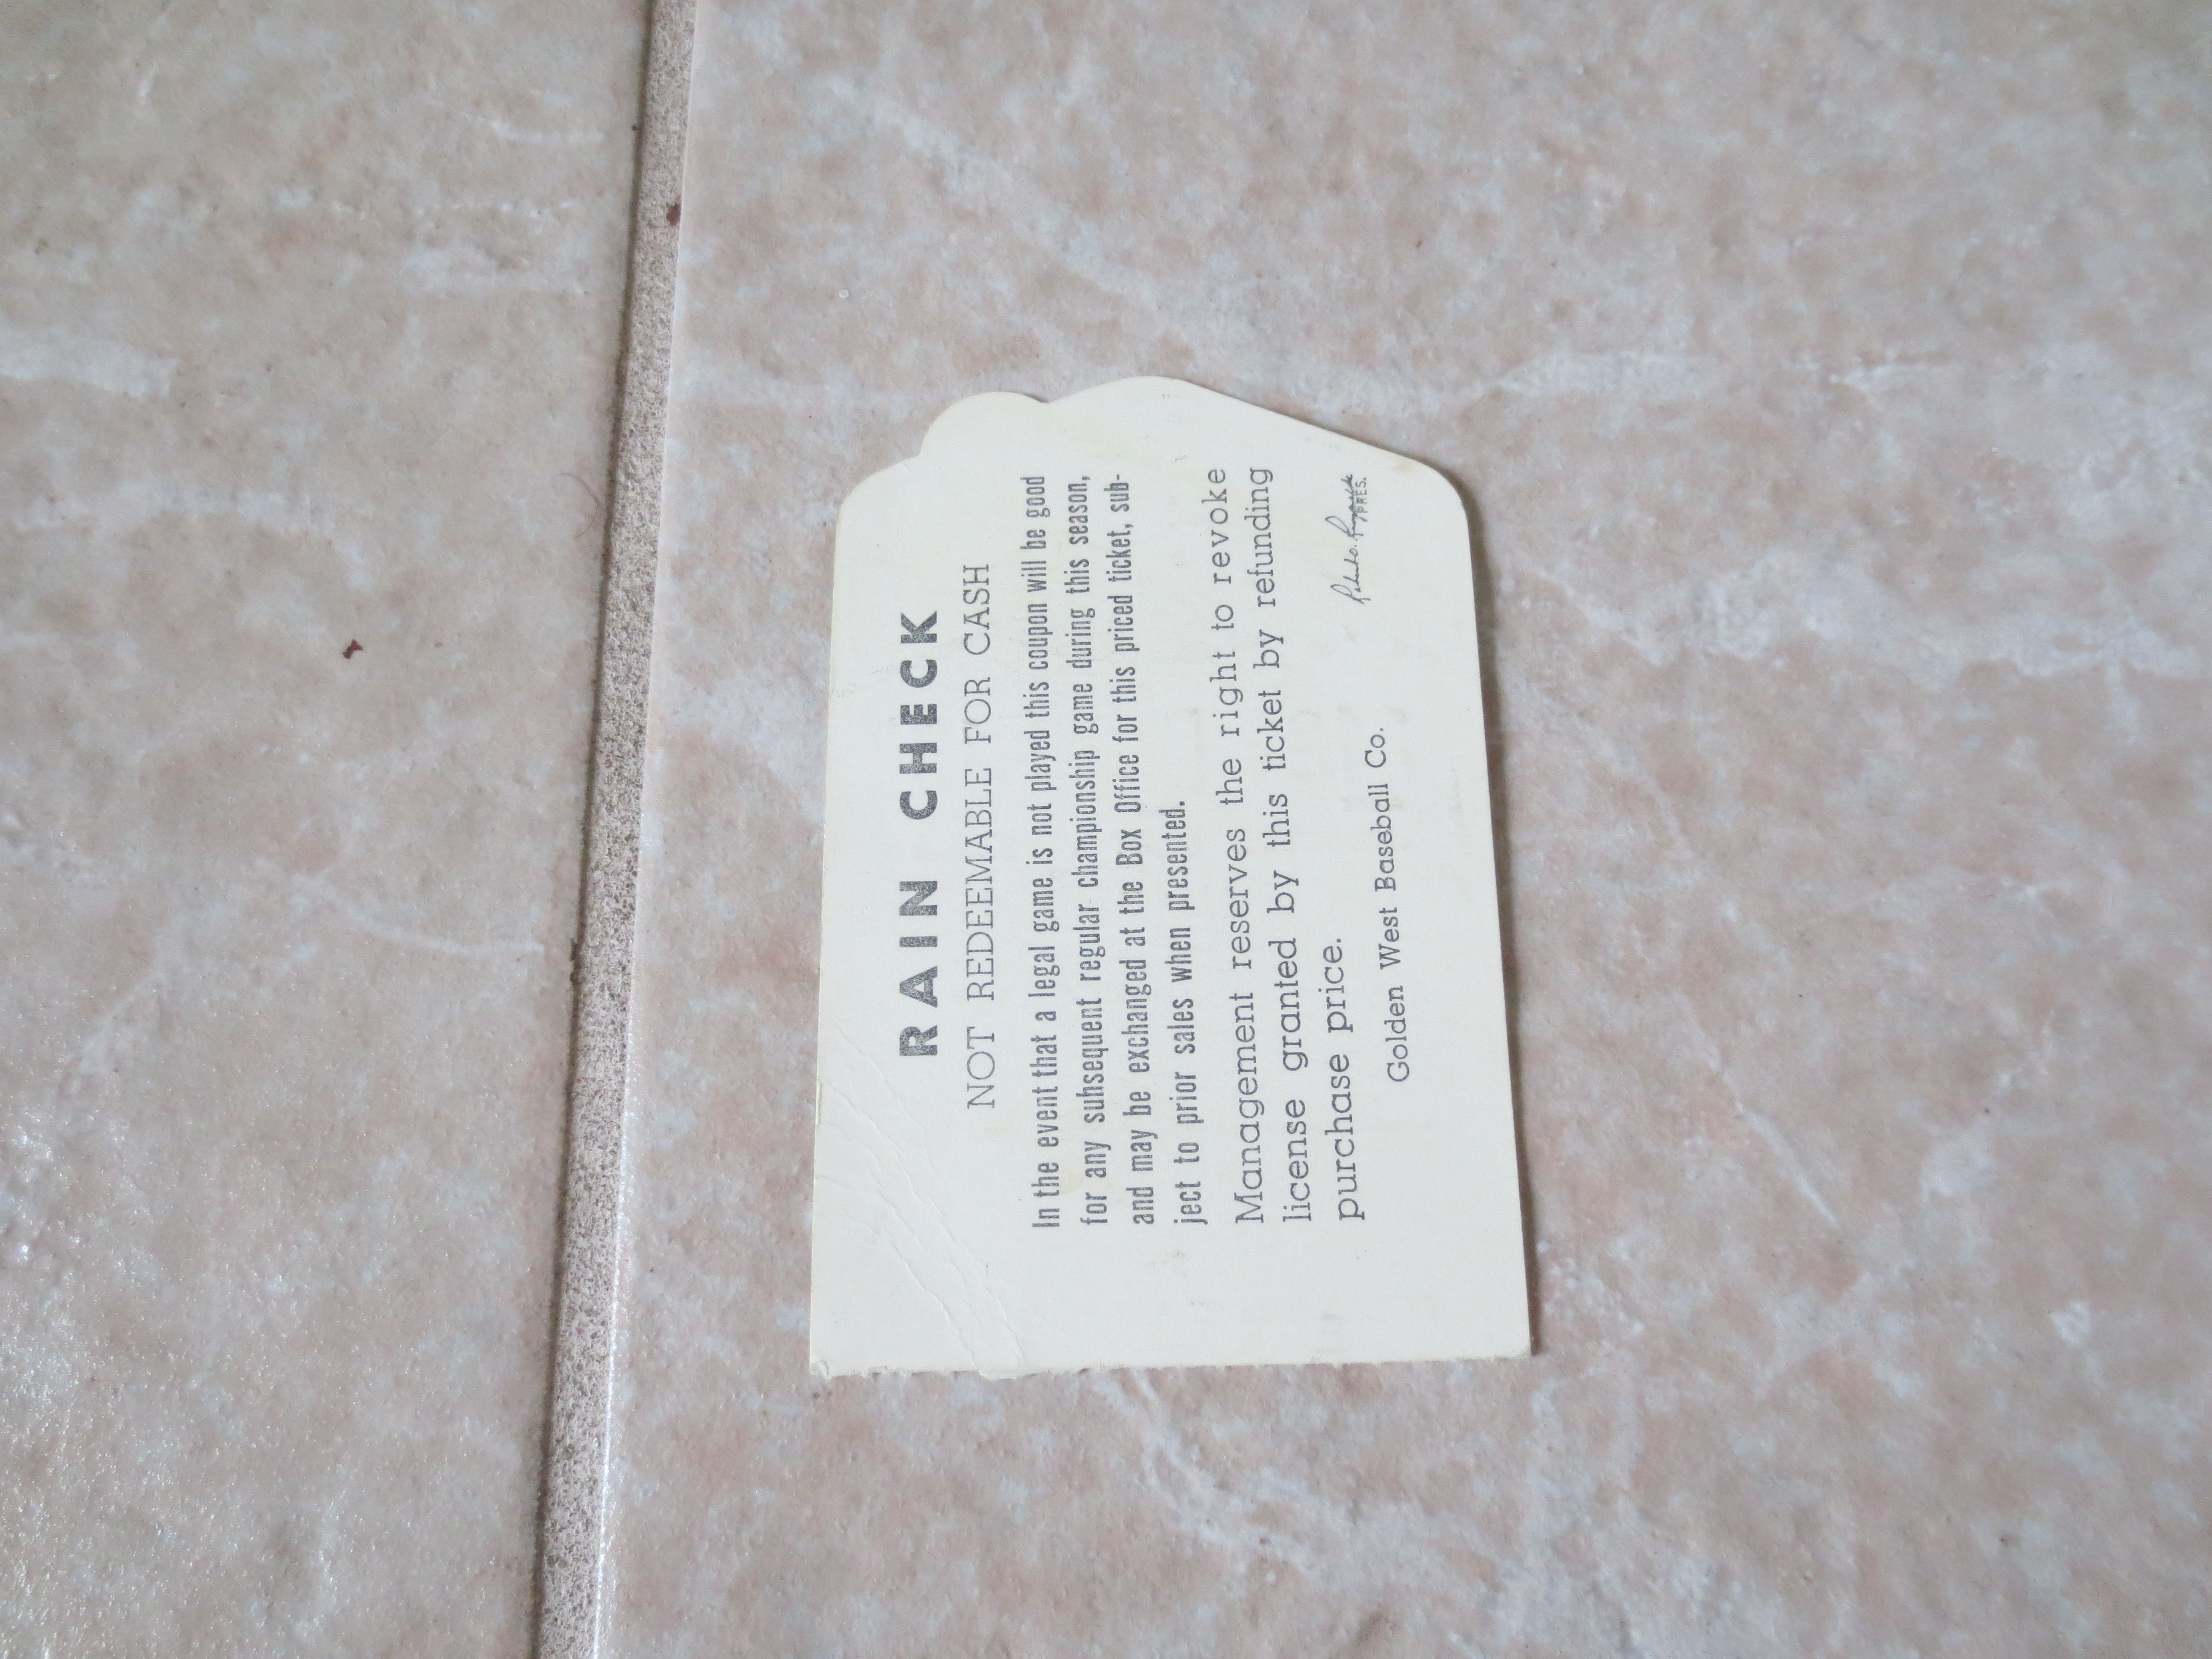 RAIN CHECK
NOT REDEEMABLE FOR CASH
In the event that a legal game is not played this coupon will be good
for any subsequent regular championship game during this season,
and may be exchanged at the Box Office for this priced ticket, sub-
ject to prior sales when presented.
Management reserves the right to revoke
license granted by this ticket by refunding
purchase price.
PRES.
Golden West Baseball Co.